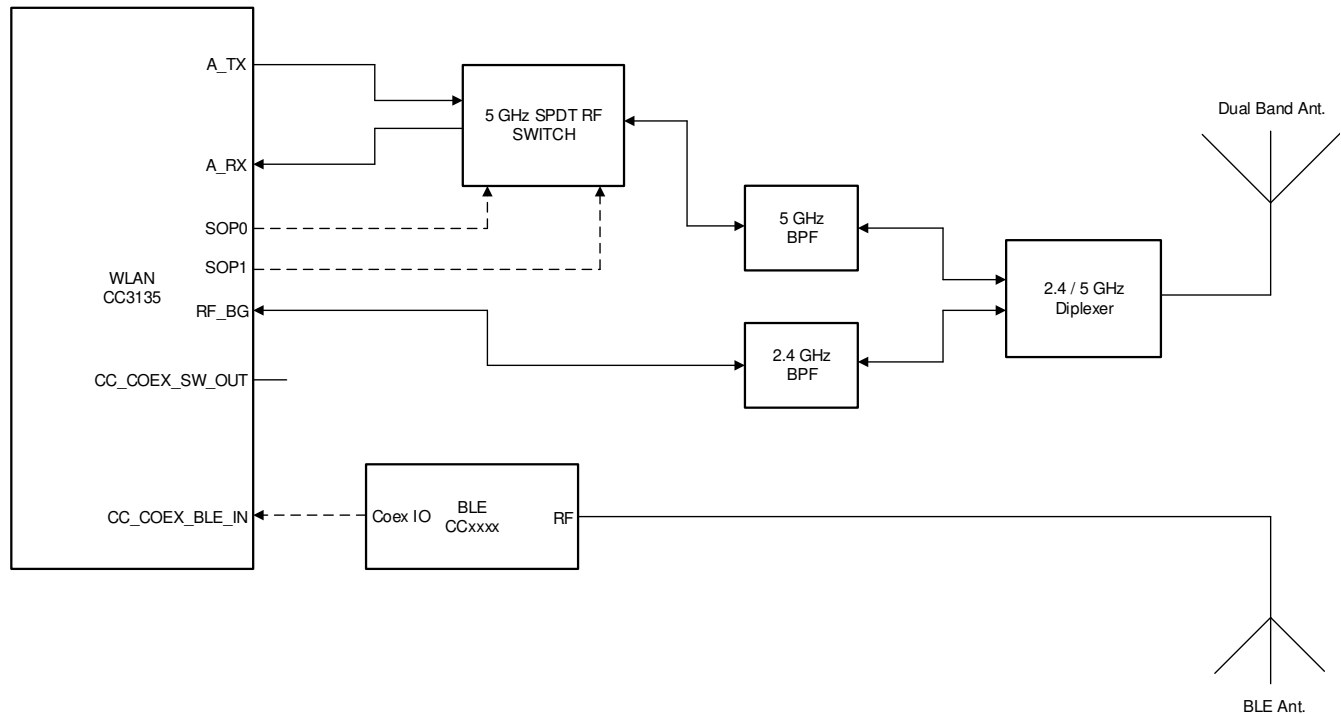 A_TX
5 GHz SPDT RF
SWITCH
Dual Band Ant.
A_RX
SOP0
SOP1
WLAN
CC3135
RF_BG
5 GHz
BPF
2.4 / 5 GHz
Diplexer
2.4 GHz
BPF
CC_COEX_SW_OUT
CC_COEX_BLE_IN
Coex IO
BLE
CCxxxx
RF
BLE Ant.